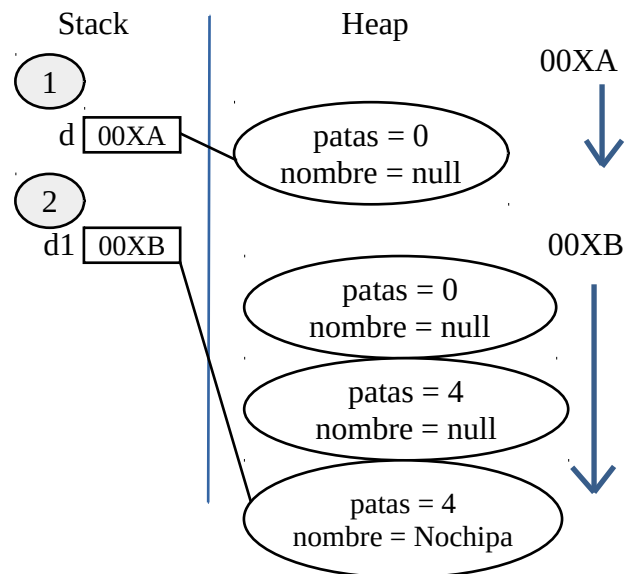 Stack
Heap
00XA
1
d 00XA
patas = 0
nombre = null
2
d1 00XB
00XB
patas = 0
nombre = null
patas = 4
nombre = null
patas = 4
nombre = Nochipa